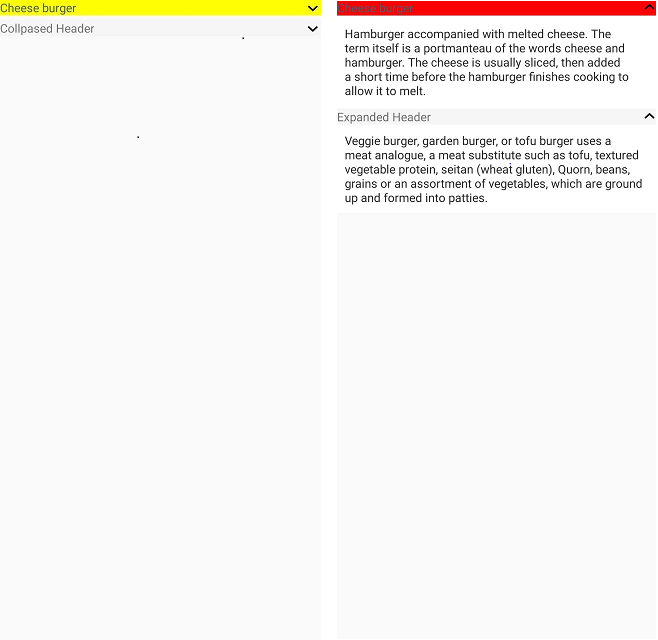 Cheese burger
Collpased Header
Cheese burger
Hamburger accompanied with melted cheese. The
term itself is a portmanteau of the words cheese and
hamburger. The cheese is usually sliced, then added
a short time before the hamburger finishes cooking to
allow it to melt.
Expanded Header
Veggie burger, garden burger, or tofu burger uses a
meat analogue, a meat substitute such as tofu, textured
vegetable protein, seitan (wheat gluten), Quorn, beans,
grains or an assortment of vegetables, which are ground
up and formed into patties.